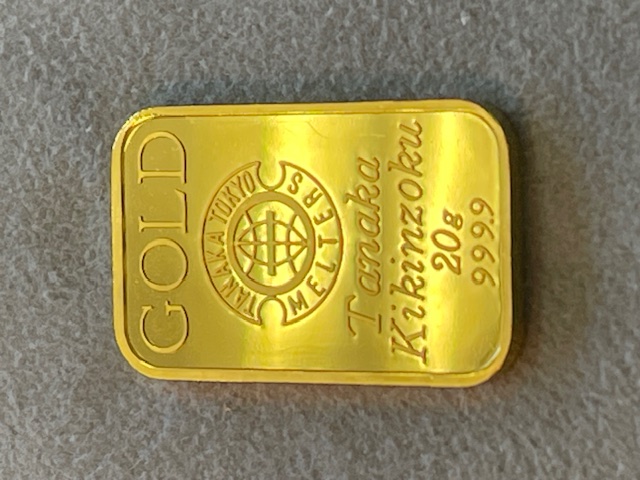 GOLD
TANAKA TOKYO
MELTERS
Tanaka
Kikinzoku
20g
999.9